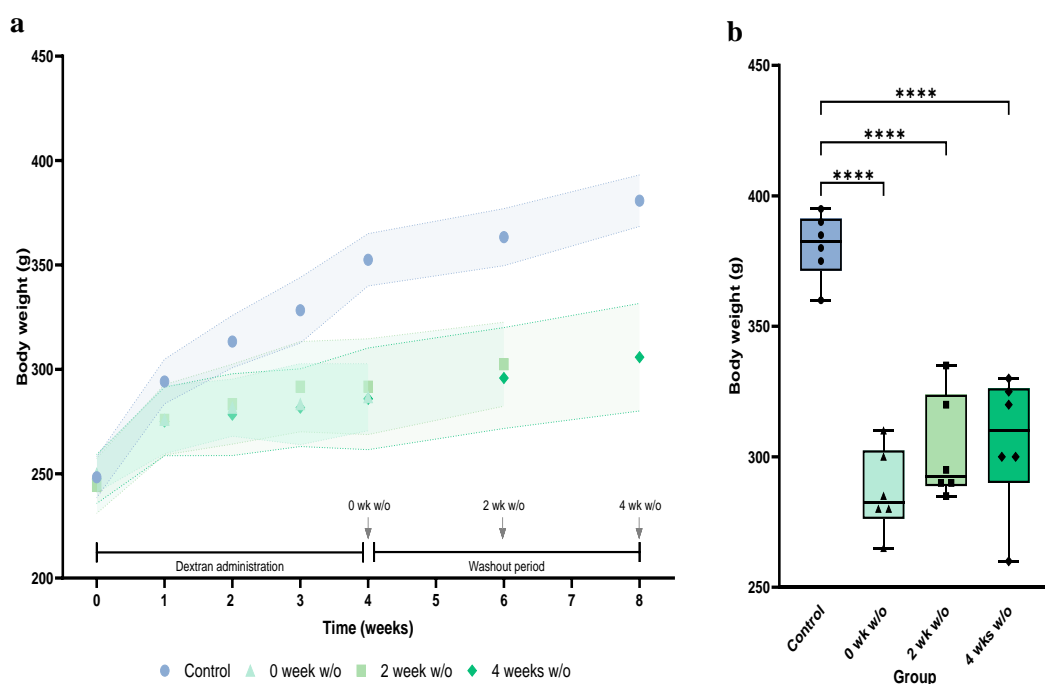 a
450
400
350
300
250
200
Body weight (g)
0 wk w/o
2 wk w/o
4 wk w/o
Dextran administration
Washout period
0 1 2 3 4 5 6 7 8
Time (weeks)
Control 0 week w/o 2 week w/o 4 weeks w/o
b
450
400
350
300
250
Body weight (g)
****
****
****
Control
0 wk w/o
2 wk w/o
4 wks w/o
Group